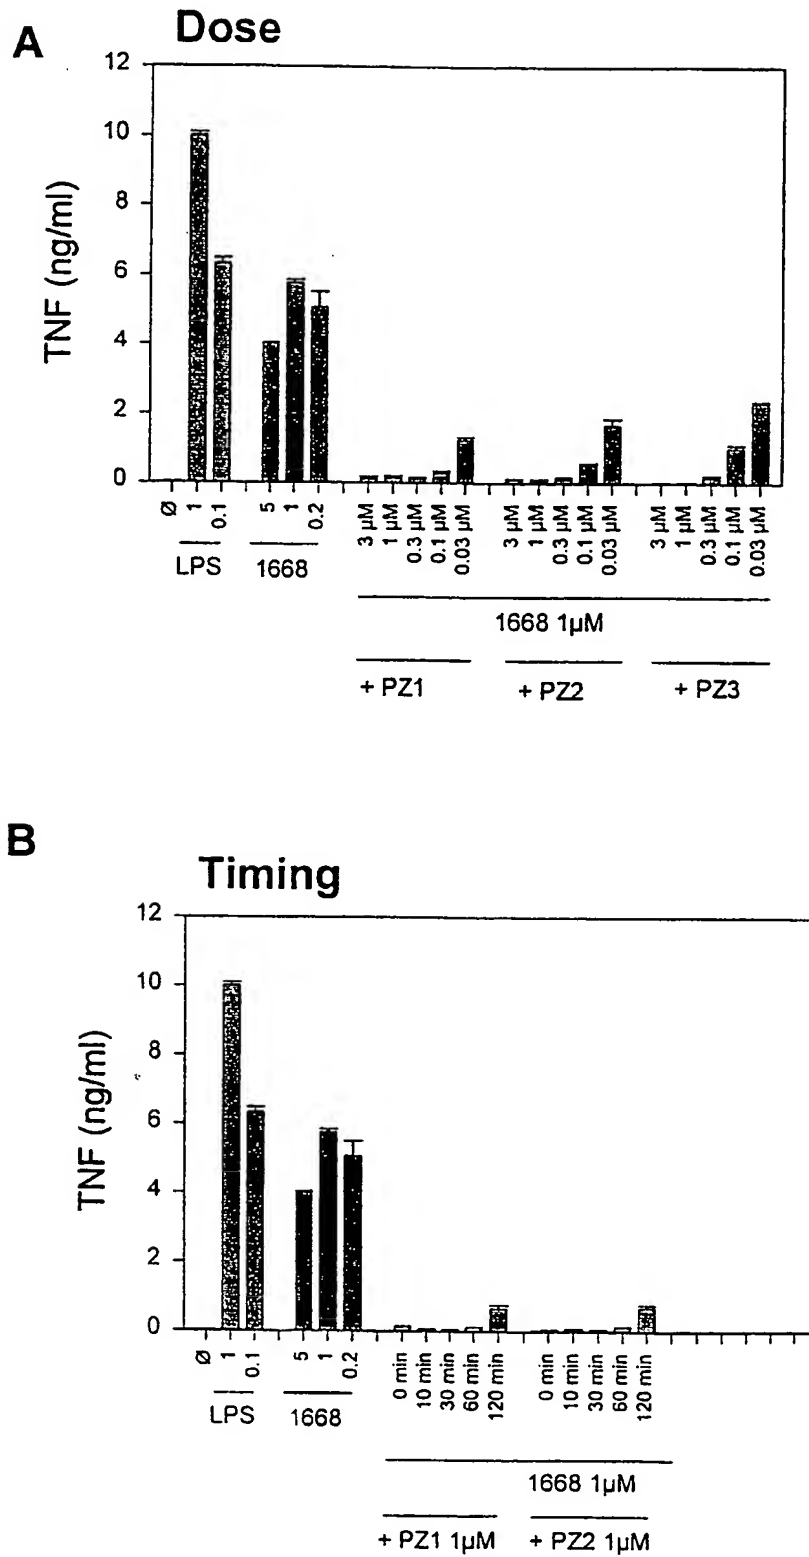 A
Dose
12
10
8
6
4
2
0
TNF (ng/ml)
Ø 1 0.1 5 1 0.2 3 µM 1 µM 0.3 µM 0.1 µM 0.03 µM 3 µM 1 µM 0.3 µM 0.1 µM 0.03 µM 3 µM 1 µM 0.3 µM 0.1 µM 0.03 µM
LPS 1668
1668 1µM
+ PZ1 + PZ2 + PZ3
B
Timing
12
10
8
6
4
2
0
TNF (ng/ml)
Ø 1 0.1 5 1 0.2 0 min 10 min 30 min 60 min 120 min 0 min 10 min 30 min 60 min 120 min
LPS 1668
1668 1µM
+ PZ1 1µM + PZ2 1µM